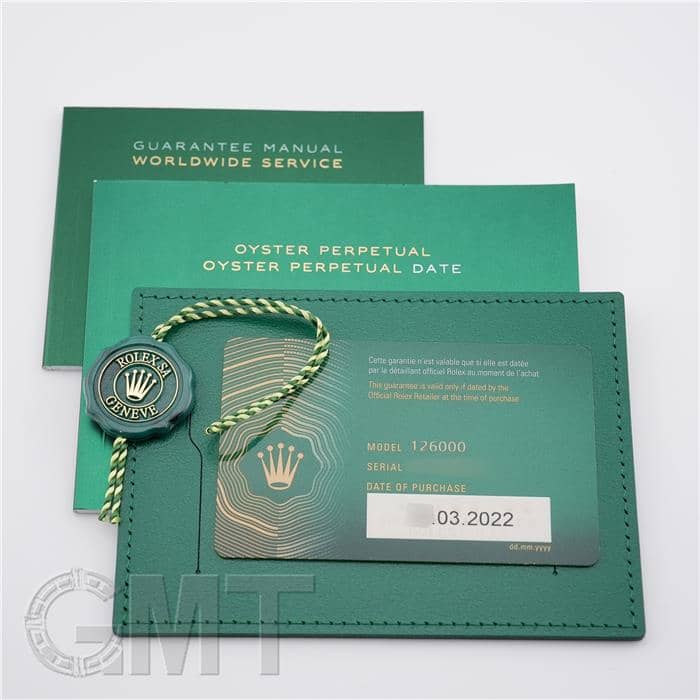 GUARANTEE MANUAL
WORLDWIDE SERVICE
OYSTER PERPETUAL
OYSTER PERPETUAL DATE
ROLEX.SA
GENEVE
Cette garantie n'est valable que si elle est datée
par le détaillant officiel Rolex au moment de l'achat
This guarantee is valid only if dated by the
Official Rolex Retailer at the time of purchase
MODEL 126000
SERIAL
DATE OF PURCHASE
.03.2022
dd.mm.yyyy
GMT